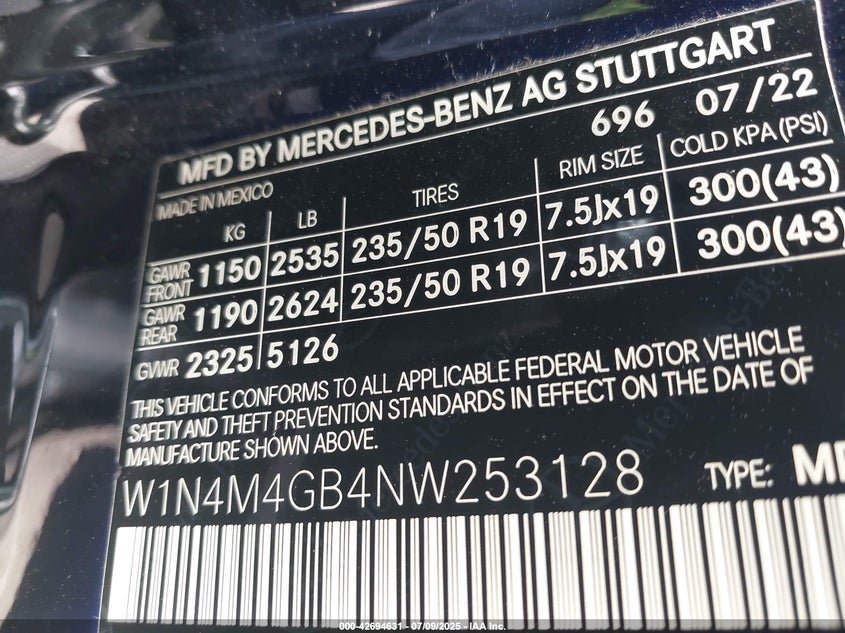 MFD BY MERCEDES-BENZ AG STUTTGART
696 07/22
MADE IN MEXICO
KG LB TIRES RIM SIZE COLD KPA (PSI)
GAWR FRONT 1150 2535 235/50 R19 7.5Jx19 300(43)
GAWR REAR 1190 2624 235/50 R19 7.5Jx19 300(43)
GVWR 2325 5126
THIS VEHICLE CONFORMS TO ALL APPLICABLE FEDERAL MOTOR VEHICLE
SAFETY AND THEFT PREVENTION STANDARDS IN EFFECT ON THE DATE OF
MANUFACTURE SHOWN ABOVE.
W1N4M4GB4NW253128 TYPE:
000-42694631 - 07/09/2025 - IAA Inc.